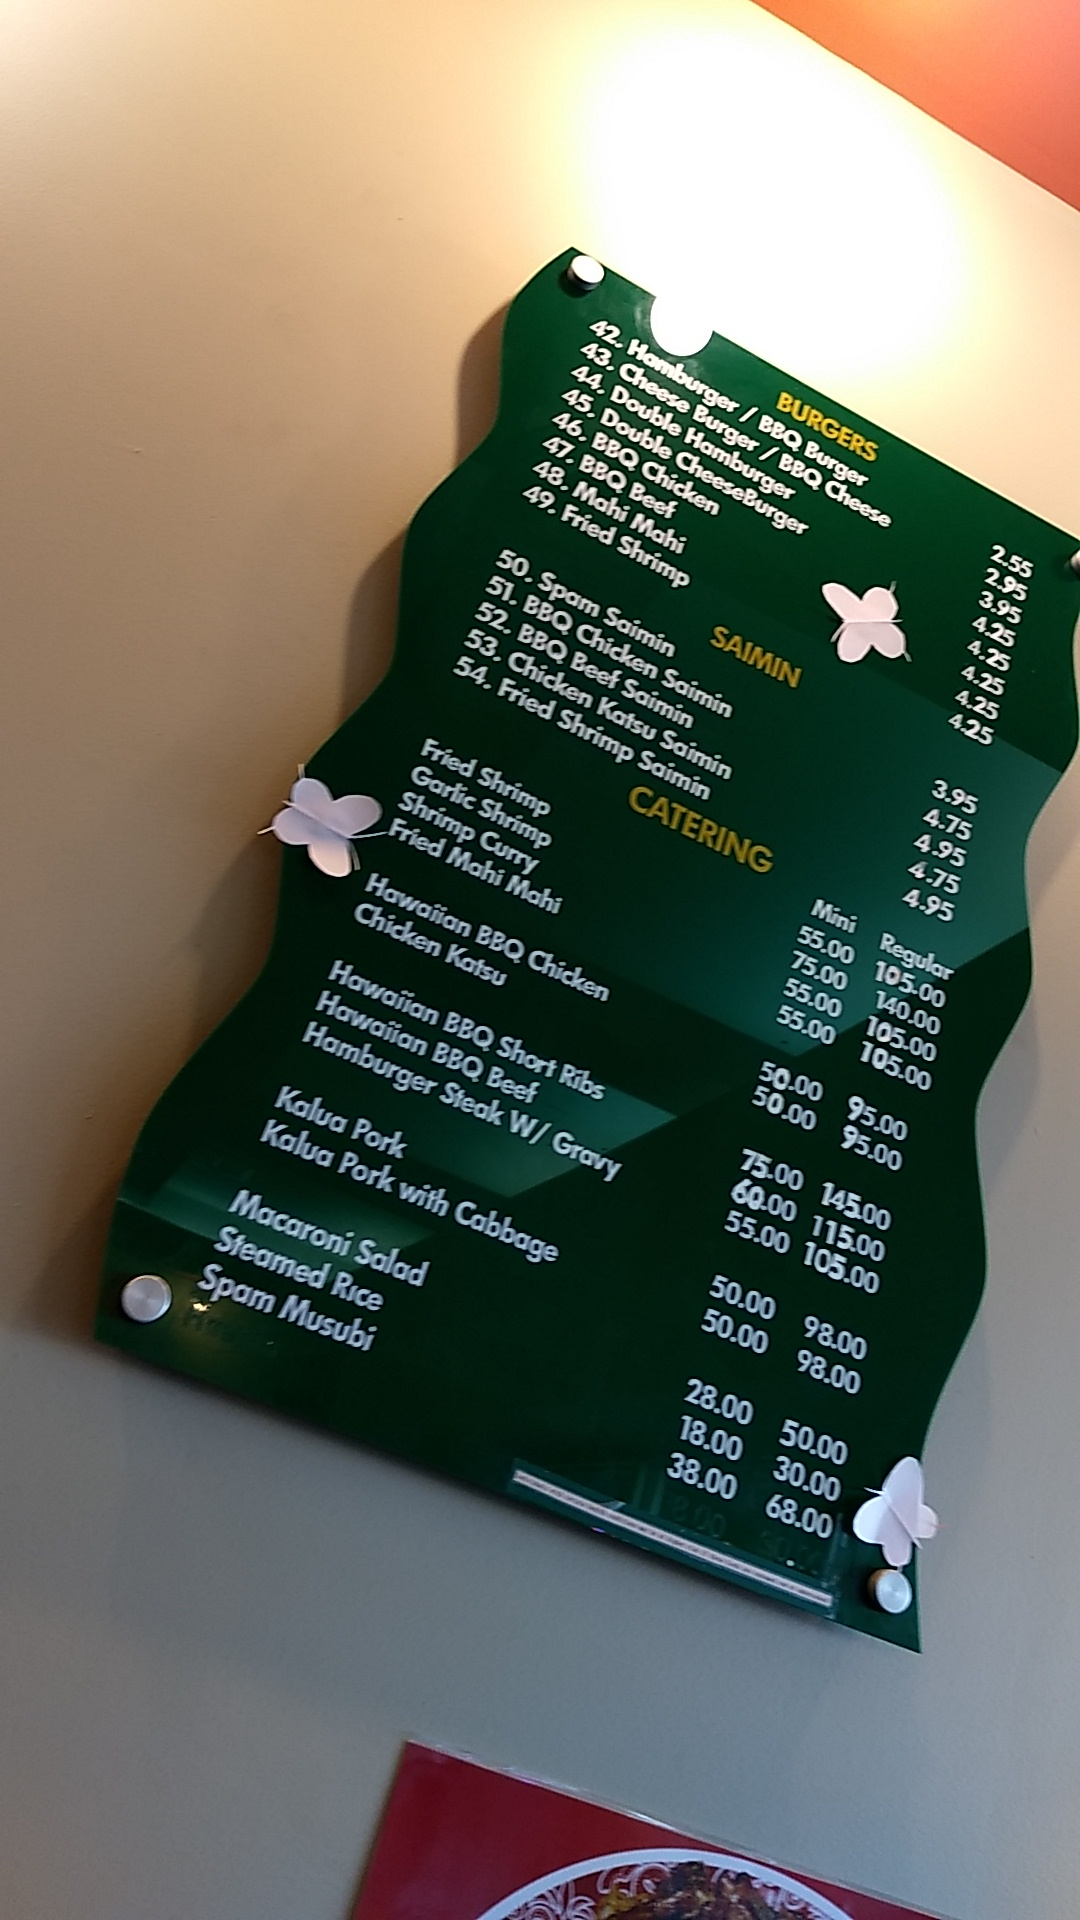 BURGERS
42. Hamburger / BBQ Burger 2.55
43. Cheese Burger / BBQ Cheese 2.95
44. Double Hamburger 3.95
45. Double CheeseBurger 4.25
46. BBQ Chicken 4.25
47. BBQ Beef 4.25
48. Mahi Mahi 4.25
49. Fried Shrimp 4.25
SAIMIN
50. Spam Saimin 3.95
51. BBQ Chicken Saimin 4.75
52. BBQ Beef Saimin 4.95
53. Chicken Katsu Saimin 4.75
54. Fried Shrimp Saimin 4.95
CATERING
Mini Regular
Fried Shrimp 55.00 105.00
Garlic Shrimp 75.00 140.00
Shrimp Curry 55.00 105.00
Fried Mahi Mahi 55.00 105.00
Hawaiian BBQ Chicken 50.00 95.00
Chicken Katsu 50.00 95.00
Hawaiian BBQ Short Ribs 75.00 145.00
Hawaiian BBQ Beef 60.00 115.00
Hamburger Steak W/ Gravy 55.00 105.00
Kalua Pork 50.00 98.00
Kalua Pork with Cabbage 50.00 98.00
Macaroni Salad 28.00 50.00
Steamed Rice 18.00 30.00
Spam Musubi 38.00 68.00